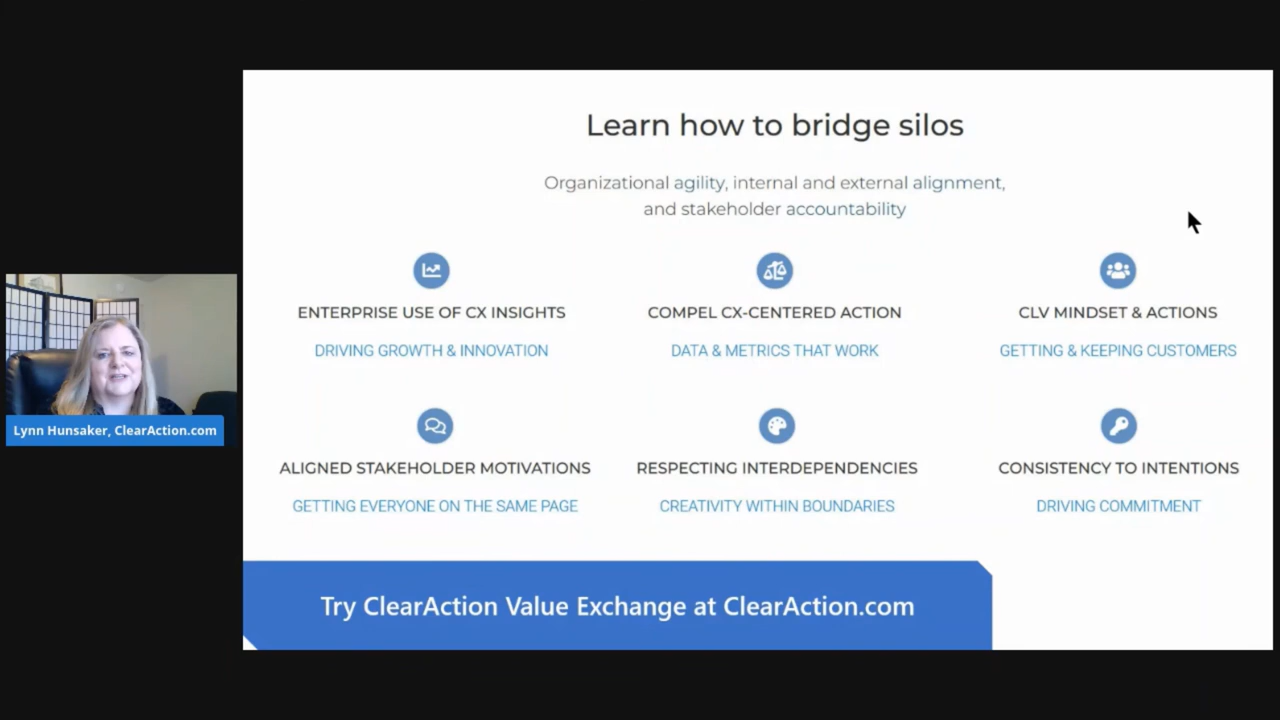 Learn how to bridge silos
Organizational agility, internal and external alignment,
and stakeholder accountability
ENTERPRISE USE OF CX INSIGHTS
DRIVING GROWTH & INNOVATION
COMPEL CX-CENTERED ACTION
DATA & METRICS THAT WORK
CLV MINDSET & ACTIONS
GETTING & KEEPING CUSTOMERS
ALIGNED STAKEHOLDER MOTIVATIONS
GETTING EVERYONE ON THE SAME PAGE
RESPECTING INTERDEPENDENCIES
CREATIVITY WITHIN BOUNDARIES
CONSISTENCY TO INTENTIONS
DRIVING COMMITMENT
Try ClearAction Value Exchange at ClearAction.com
Lynn Hunsaker, ClearAction.com